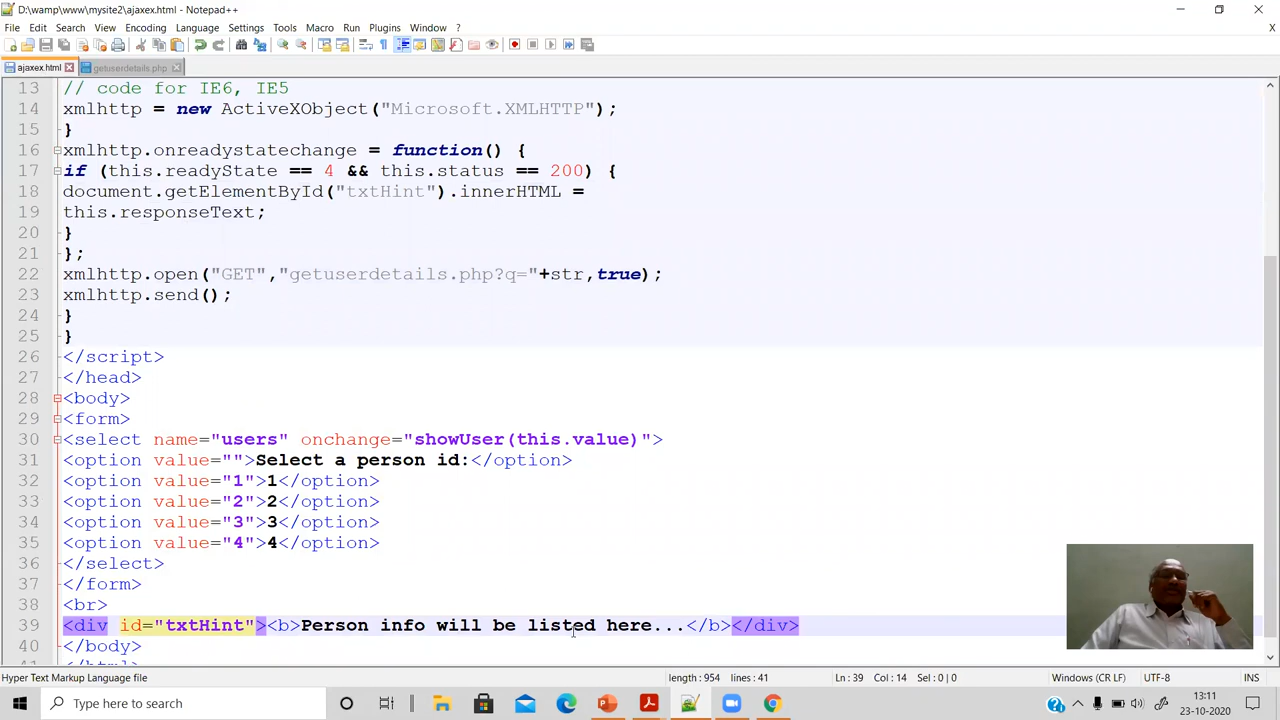 D:\wamp\www\mysite2\ajaxex.html - Notepad++
File Edit Search View Encoding Language Settings Tools Macro Run Plugins Window ?
X
ajaxex.html getuserdetails.php
13 // code for IE6, IE5
14 xmlhttp = new ActiveXObject("Microsoft.XMLHTTP");
15 }
16 xmlhttp.onreadystatechange = function() {
17 if (this.readyState == 4 && this.status == 200) {
18 document.getElementById("txtHint").innerHTML =
19 this.responseText;
20 }
21 };
22 xmlhttp.open("GET","getuserdetails.php?q="+str,true);
23 xmlhttp.send();
24 }
25 }
26 </script>
27 </head>
28 <body>
29 <form>
30 <select name="users" onchange="showUser(this.value)">
31 <option value="">Select a person id:</option>
32 <option value="1">1</option>
33 <option value="2">2</option>
34 <option value="3">3</option>
35 <option value="4">4</option>
36 </select>
37 </form>
38 <br>
39 <div id="txtHint"><b>Person info will be listed here...</b></div>
40 </body>
41 </html>
Hyper Text Markup Language file length : 954 lines : 41 Ln : 39 Col : 14 Sel : 0 | 0 Windows (CR LF) UTF-8 INS
Type here to search
13:11
23-10-2020